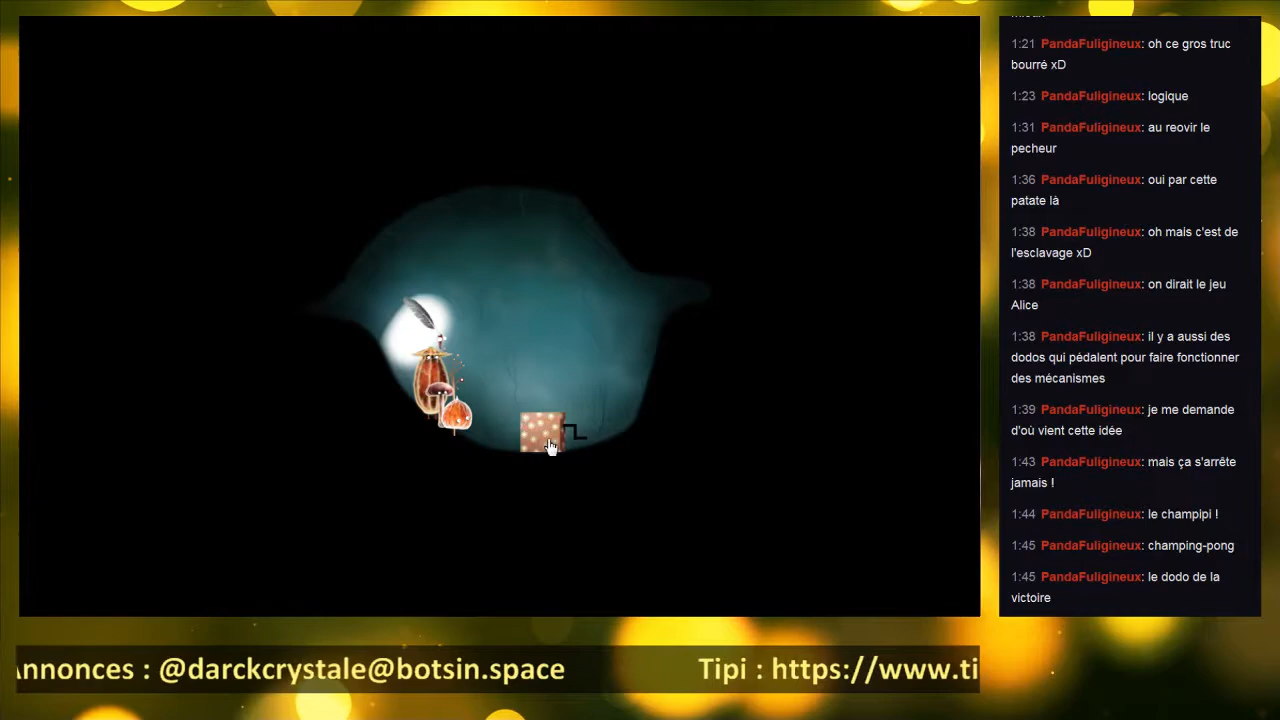 1:21 PandaFuligineux: oh ce gros truc
bourré xD
1:23 PandaFuligineux: logique
1:31 PandaFuligineux: au reovir le
pecheur
1:36 PandaFuligineux: oui par cette
patate là
1:38 PandaFuligineux: oh mais c'est de
l'esclavage xD
1:38 PandaFuligineux: on dirait le jeu
Alice
1:38 PandaFuligineux: il y a aussi des
dodos qui pédalent pour faire fonctionner
des mécanismes
1:39 PandaFuligineux: je me demande
d'où vient cette idée
1:43 PandaFuligineux: mais ça s'arrête
jamais !
1:44 PandaFuligineux: le champipi !
1:45 PandaFuligineux: champing-pong
1:45 PandaFuligineux: le dodo de la
victoire
Annonces : @darckcrystale@botsin.space Tipi : https://www.ti